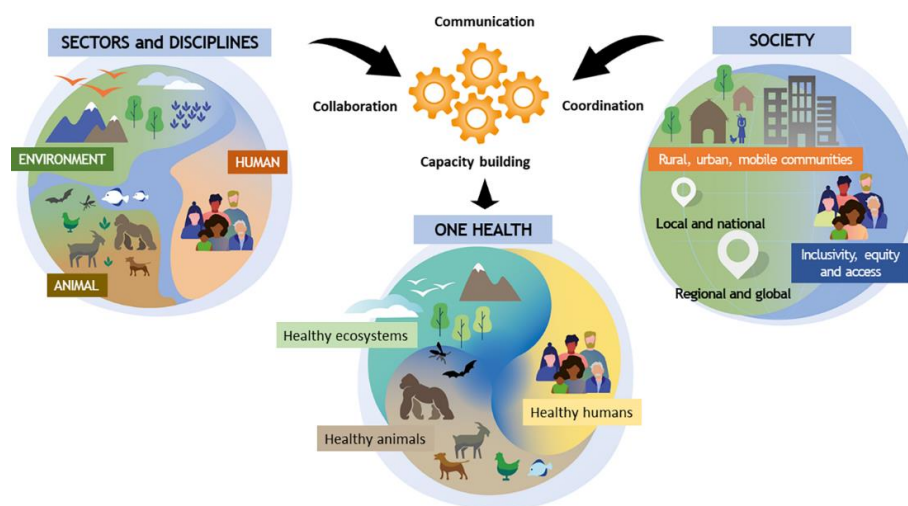 Communication
SECTORS and DISCIPLINES
SOCIETY
Collaboration
Coordination
ENVIRONMENT
HUMAN
Capacity building
Rural, urban, mobile communities
Local and national
ONE HEALTH
Inclusivity, equity
and access
ANIMAL
Regional and global
Healthy ecosystems
Healthy humans
Healthy animals